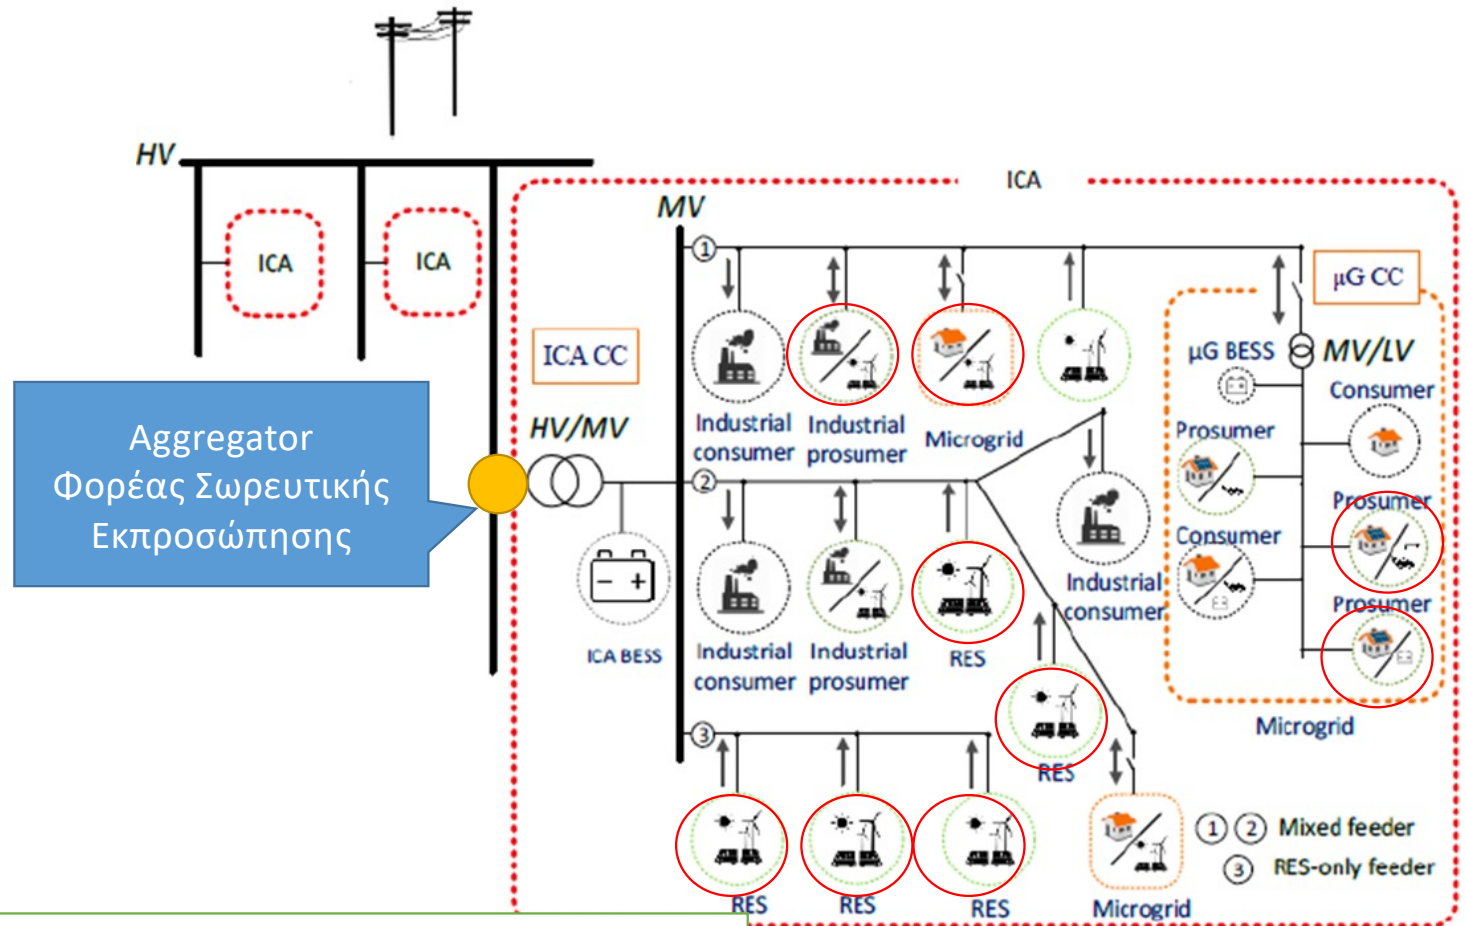 HV
ICA
ICA
ICA
MV
1
μG CC
ICA CC
HV/MV
Aggregator
Φορέας Σωρευτικής
Εκπροσώπησης
Industrial
consumer
Industrial
prosumer
Microgrid
μG BESS
MV/LV
Consumer
Prosumer
Prosumer
Consumer
Prosumer
Microgrid
2
Industrial
consumer
ICA BESS
Industrial
consumer
Industrial
prosumer
RES
RES
3
RES
RES
RES
Microgrid
1 2 Mixed feeder
3 RES-only feeder